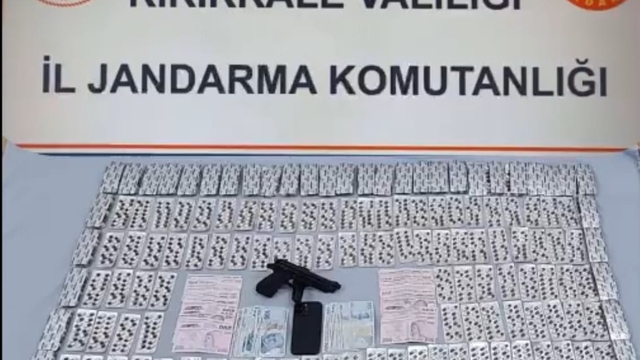 KIRIKKALE VALİLİĞİ
İL JANDARMA KOMUTANLIĞI